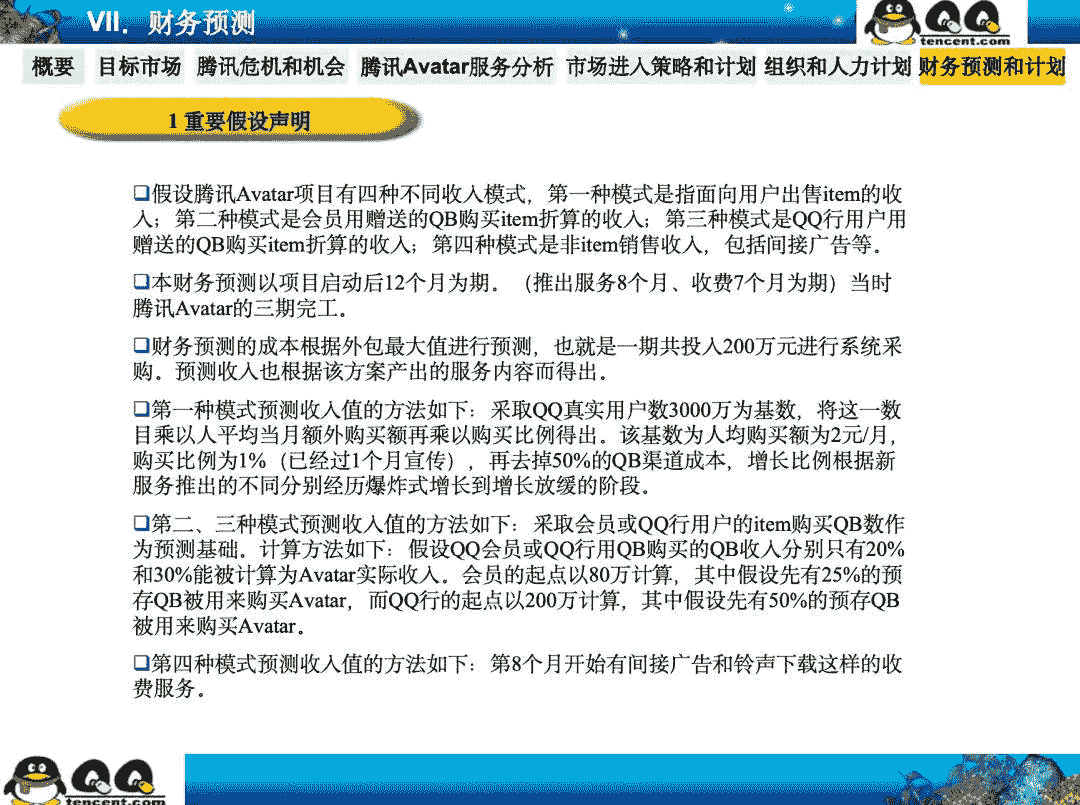 VII. 财务预测
QQ
tencent.com
概要 目标市场 腾讯危机和机会 腾讯Avatar服务分析 市场进入策略和计划 组织和人力计划 财务预测和计划
1 重要假设声明
❑假设腾讯Avatar项目有四种不同收入模式，第一种模式是指面向用户出售item的收
入；第二种模式是会员用赠送的QB购买item折算的收入；第三种模式是QQ行用户用
赠送的QB购买item折算的收入；第四种模式是非item销售收入，包括间接广告等。
❑本财务预测以项目启动后12个月为期。（推出服务8个月、收费7个月为期）当时
腾讯Avatar的三期完工。
❑财务预测的成本根据外包最大值进行预测，也就是一期共投入200万元进行系统采
购。预测收入也根据该方案产出的服务内容而得出。
❑第一种模式预测收入值的方法如下：采取QQ真实用户数3000万为基数，将这一数
目乘以人平均当月额外购买额再乘以购买比例得出。该基数为人均购买额为2元/月，
购买比例为1%（已经过1个月宣传），再去掉50%的QB渠道成本，增长比例根据新
服务推出的不同分别经历爆炸式增长到增长放缓的阶段。
❑第二、三种模式预测收入值的方法如下：采取会员或QQ行用户的item购买QB数作
为预测基础。计算方法如下：假设QQ会员或QQ行用QB购买的QB收入分别只有20%
和30%能被计算为Avatar实际收入。会员的起点以80万计算，其中假设先有25%的预
存QB被用来购买Avatar，而QQ行的起点以200万计算，其中假设先有50%的预存QB
被用来购买Avatar。
❑第四种模式预测收入值的方法如下：第8个月开始有间接广告和铃声下载这样的收
费服务。
QQ
tencent.com